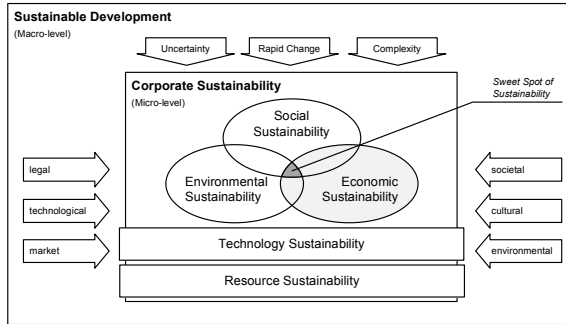 Sustainable Development
(Macro-level)
Uncertainty
Rapid Change
Complexity
Corporate Sustainability
(Micro-level)
Sweet Spot of
Sustainability
Social
Sustainability
legal
societal
Environmental
Sustainability
Economic
Sustainability
technological
cultural
market
Technology Sustainability
environmental
Resource Sustainability